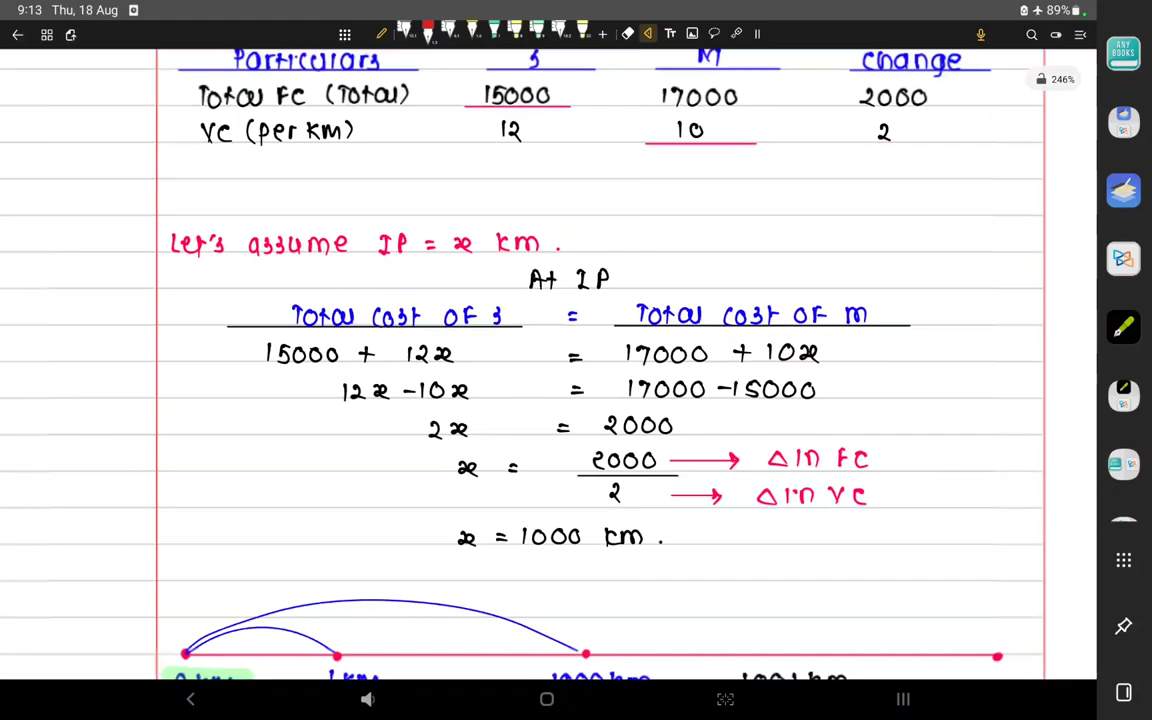 9:13 Thu, 18 Aug
89%
246%
Particulars S M Change
Total FC (Total) 15000 17000 2000
VC (per km) 12 10 2
Let's assume IP = x km.
At IP
Total cost of S = Total cost of M
15000 + 12x = 17000 + 10x
12x - 10x = 17000 - 15000
2x = 2000
x = 2000 → Δ in FC
2 → Δ in VC
x = 1000 km.
ANY BOOKS